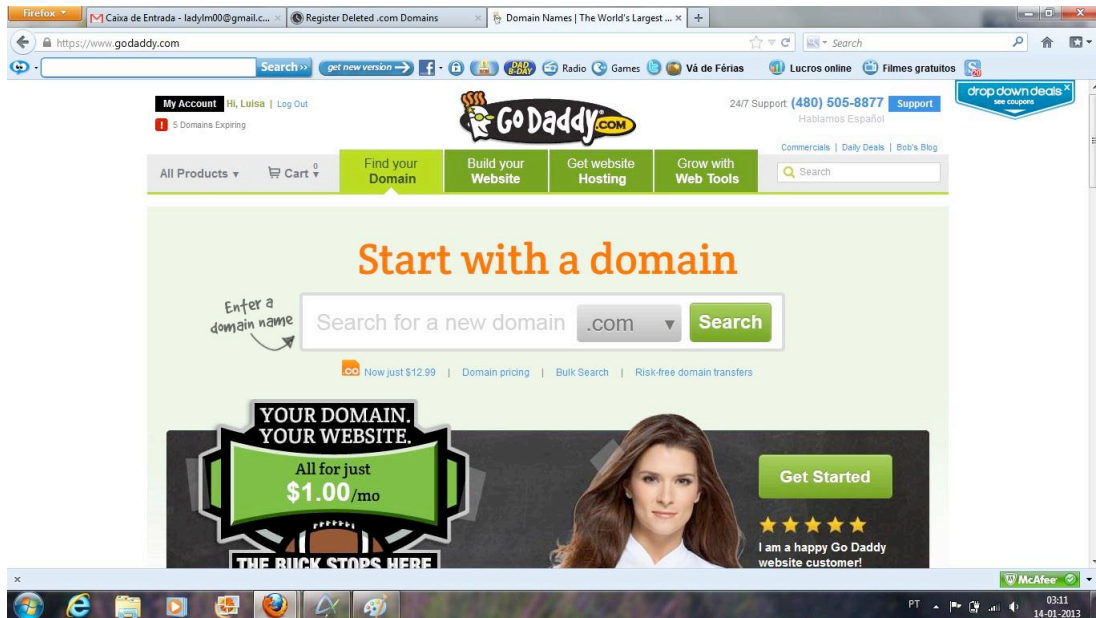 Firefox
Caixa de Entrada - ladylm00@gmail.c...
Register Deleted .com Domains
Domain Names | The World's Largest ...
https://www.godaddy.com
Search
Search >>
get new version
DAD B-DAY
Radio
Games
Vá de Férias
Lucros online
Filmes gratuitos
drop down deals
see coupons
My Account Hi, Luisa | Log Out
5 Domains Expiring
Go Daddy.COM
24/7 Support (480) 505-8877 Support
Hablamos Español
Commercials | Daily Deals | Bob's Blog
All Products
Cart 0
Find your Domain
Build your Website
Get website Hosting
Grow with Web Tools
Search
Start with a domain
Enter a
domain name
Search for a new domain .com Search
.co Now just $12.99 | Domain pricing | Bulk Search | Risk-free domain transfers
YOUR DOMAIN.
YOUR WEBSITE.
All for just
$1.00/mo
THE BUCK STOPS HERE
Get Started
I am a happy Go Daddy
website customer!
McAfee
PT
03:11
14-01-2013